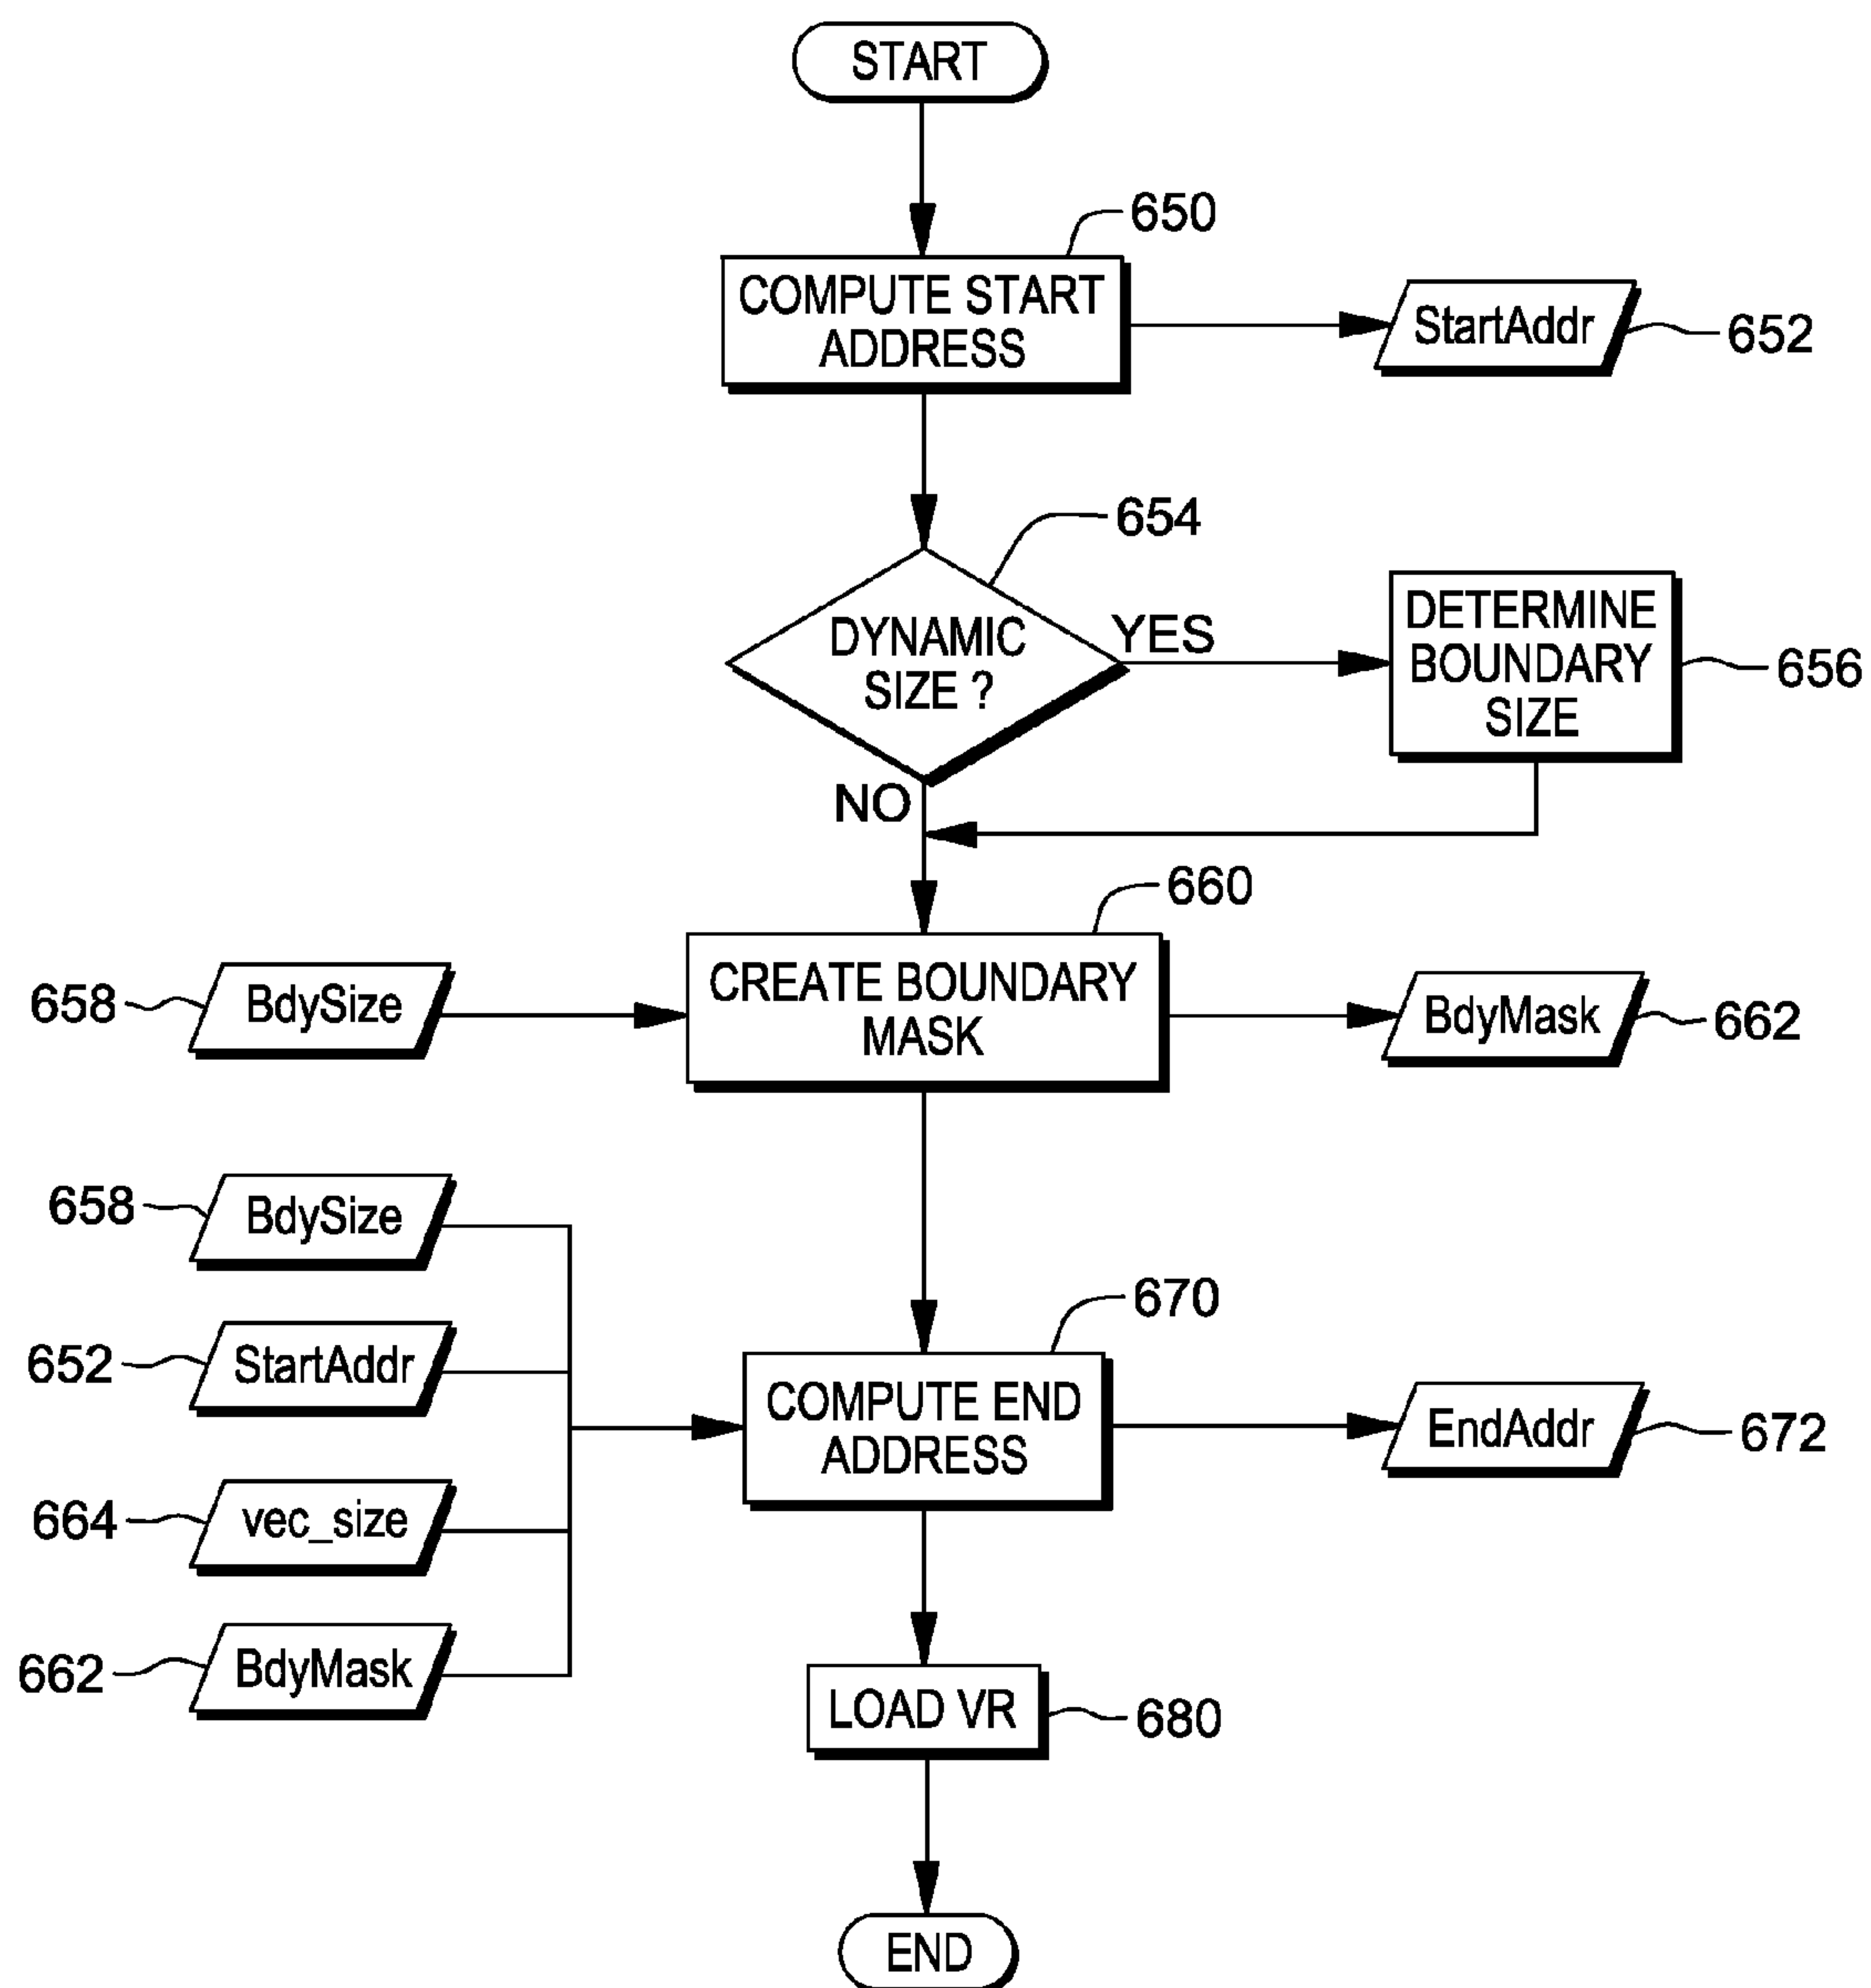 START
650
COMPUTE START
ADDRESS
StartAddr
652
654
DYNAMIC
SIZE ?
YES
DETERMINE
BOUNDARY
SIZE
656
NO
660
658
BdySize
CREATE BOUNDARY
MASK
BdyMask
662
658
BdySize
652
StartAddr
664
vec_size
662
BdyMask
670
COMPUTE END
ADDRESS
EndAddr
672
LOAD VR
680
END